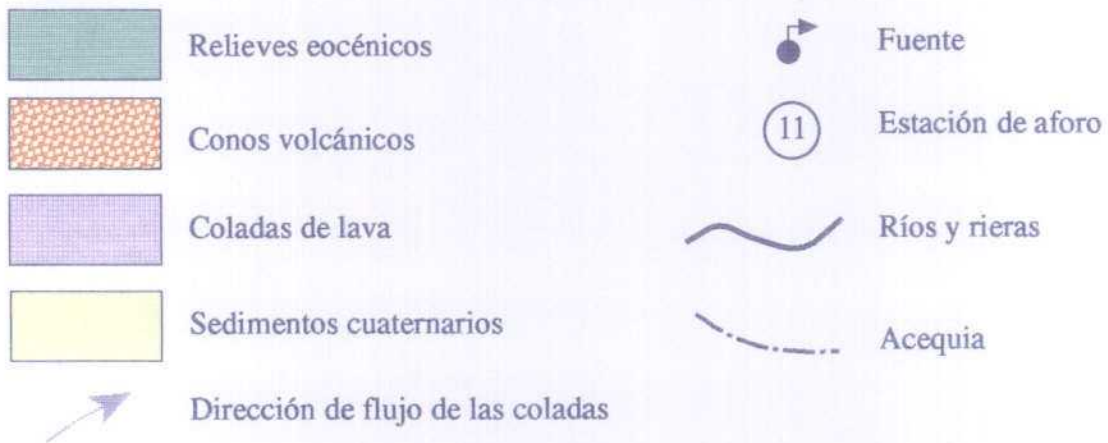 Relieves eocénicos
Conos volcánicos
Coladas de lava
Sedimentos cuaternarios
Dirección de flujo de las coladas
Fuente
11
Estación de aforo
Ríos y rieras
Acequia